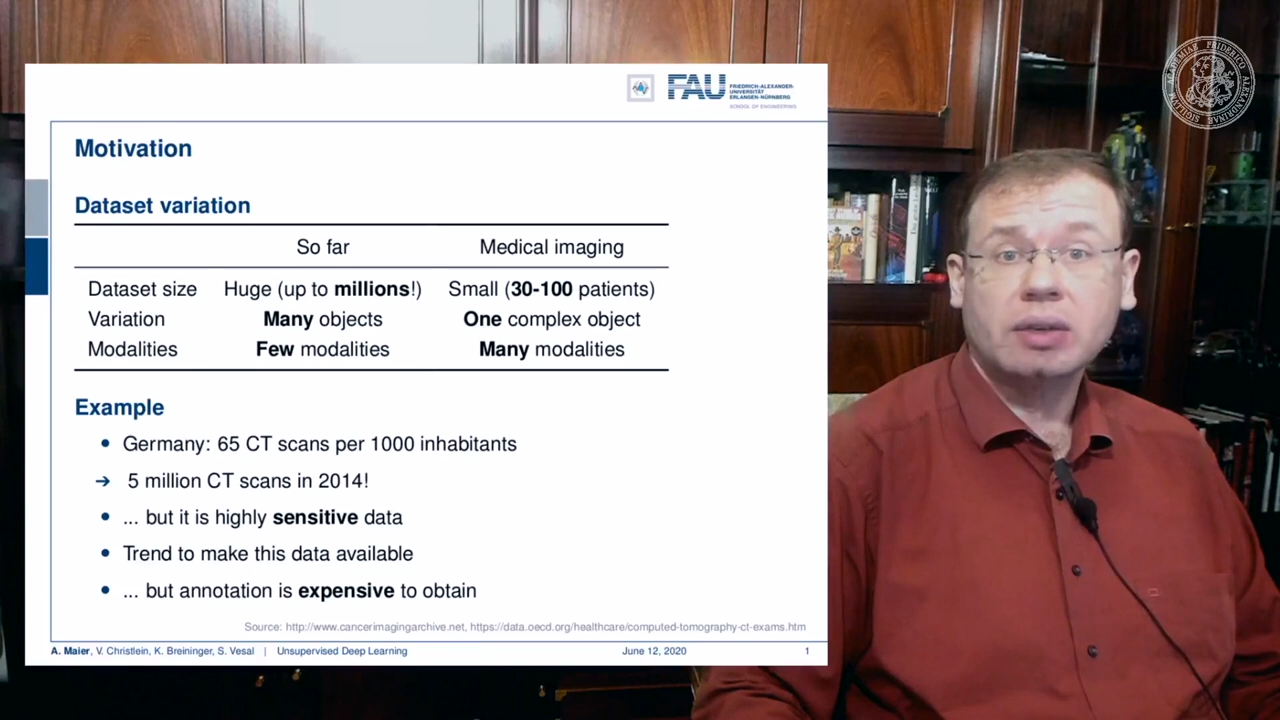 FAU FRIEDRICH-ALEXANDER-
UNIVERSITÄT
ERLANGEN-NÜRNBERG
SCHOOL OF ENGINEERING
Motivation
Dataset variation
So far Medical imaging
Dataset size Huge (up to millions!) Small (30-100 patients)
Variation Many objects One complex object
Modalities Few modalities Many modalities
Example
• Germany: 65 CT scans per 1000 inhabitants
➔ 5 million CT scans in 2014!
• ... but it is highly sensitive data
• Trend to make this data available
• ... but annotation is expensive to obtain
Source: http://www.cancerimagingarchive.net, https://data.oecd.org/healthcare/computed-tomography-ct-exams.htm
A. Maier, V. Christlein, K. Breininger, S. Vesal | Unsupervised Deep Learning June 12, 2020 1